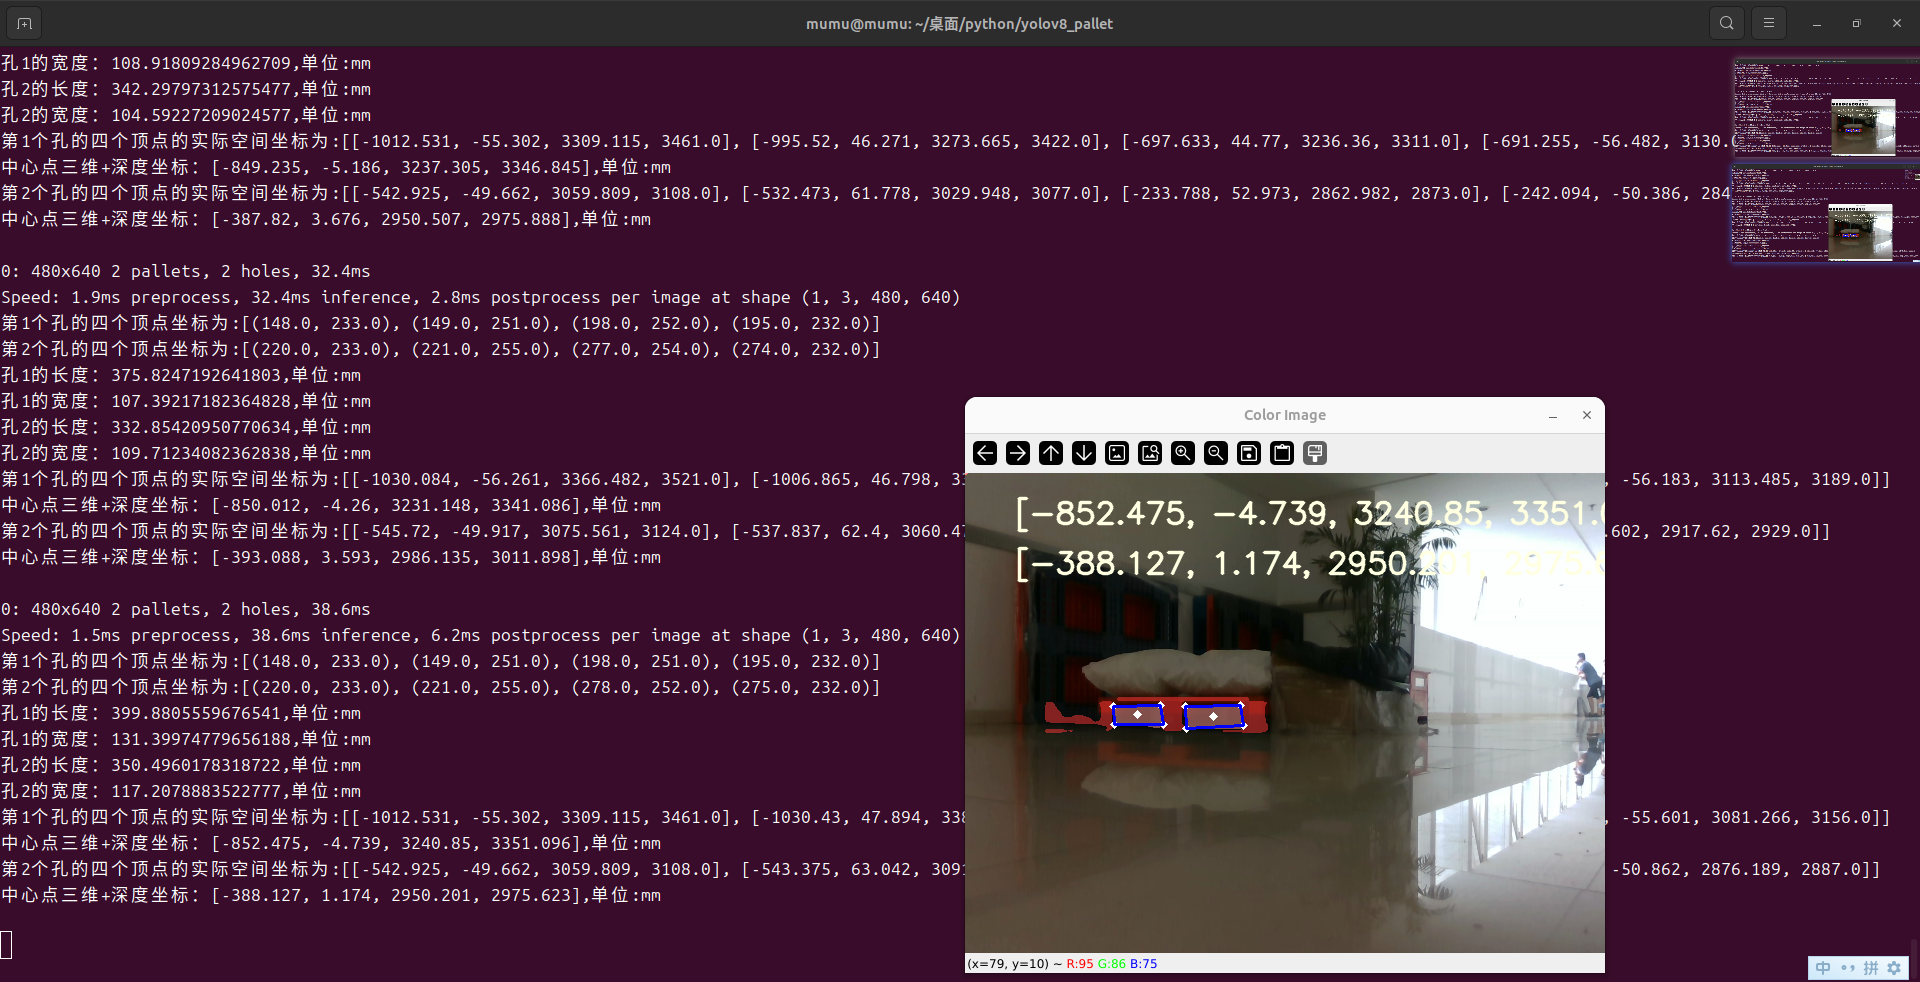 mumu@mumu: ~/桌面/python/yolov8_pallet
孔1的宽度: 108.91809284962709,单位:mm
孔2的长度: 342.29797312575477,单位:mm
孔2的宽度: 104.59227209024577,单位:mm
第1个孔的四个顶点的实际空间坐标为:[[-1012.531, -55.302, 3309.115, 3461.0], [-995.52, 46.271, 3273.665, 3422.0], [-697.633, 44.77, 3236.36, 3311.0], [-691.255, -56.482, 3130.
中心点三维+深度坐标: [-849.235, -5.186, 3237.305, 3346.845],单位:mm
第2个孔的四个顶点的实际空间坐标为:[[-542.925, -49.662, 3059.809, 3108.0], [-532.473, 61.778, 3029.948, 3077.0], [-233.788, 52.973, 2862.982, 2873.0], [-242.094, -50.386, 284
中心点三维+深度坐标: [-387.82, 3.676, 2950.507, 2975.888],单位:mm
0: 480x640 2 pallets, 2 holes, 32.4ms
Speed: 1.9ms preprocess, 32.4ms inference, 2.8ms postprocess per image at shape (1, 3, 480, 640)
第1个孔的四个顶点坐标为:[(148.0, 233.0), (149.0, 251.0), (198.0, 252.0), (195.0, 232.0)]
第2个孔的四个顶点坐标为:[(220.0, 233.0), (221.0, 255.0), (277.0, 254.0), (274.0, 232.0)]
孔1的长度: 375.8247192641803,单位:mm
孔1的宽度: 107.39217182364828,单位:mm
孔2的长度: 332.85420950770634,单位:mm
孔2的宽度: 109.71234082362838,单位:mm
第1个孔的四个顶点的实际空间坐标为:[[-1030.084, -56.261, 3366.482, 3521.0], [-1006.865, 46.798, 33 , -56.183, 3113.485, 3189.0]]
中心点三维+深度坐标: [-850.012, -4.26, 3231.148, 3341.086],单位:mm
第2个孔的四个顶点的实际空间坐标为:[[-545.72, -49.917, 3075.561, 3124.0], [-537.837, 62.4, 3060.47 .602, 2917.62, 2929.0]]
中心点三维+深度坐标: [-393.088, 3.593, 2986.135, 3011.898],单位:mm
0: 480x640 2 pallets, 2 holes, 38.6ms
Speed: 1.5ms preprocess, 38.6ms inference, 6.2ms postprocess per image at shape (1, 3, 480, 640)
第1个孔的四个顶点坐标为:[(148.0, 233.0), (149.0, 251.0), (198.0, 251.0), (195.0, 232.0)]
第2个孔的四个顶点坐标为:[(220.0, 233.0), (221.0, 255.0), (278.0, 252.0), (275.0, 232.0)]
孔1的长度: 399.8805559676541,单位:mm
孔1的宽度: 131.39974779656188,单位:mm
孔2的长度: 350.4960178318722,单位:mm
孔2的宽度: 117.2078883522777,单位:mm
第1个孔的四个顶点的实际空间坐标为:[[-1012.531, -55.302, 3309.115, 3461.0], [-1030.43, 47.894, 338 , -55.601, 3081.266, 3156.0]]
中心点三维+深度坐标: [-852.475, -4.739, 3240.85, 3351.096],单位:mm
第2个孔的四个顶点的实际空间坐标为:[[-542.925, -49.662, 3059.809, 3108.0], [-543.375, 63.042, 3091 -50.862, 2876.189, 2887.0]]
中心点三维+深度坐标: [-388.127, 1.174, 2950.201, 2975.623],单位:mm
Color Image
[-852.475, -4.739, 3240.85, 3351.0
[-388.127, 1.174, 2950.201, 2975.6
(x=79, y=10) ~ R:95 G:86 B:75
中 拼